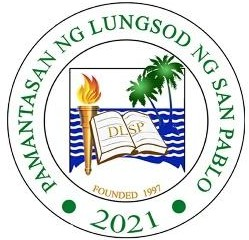 PAMANTASAN NG LUNGSOD NG SAN PABLO
DLSP
FOUNDED 1997
2021